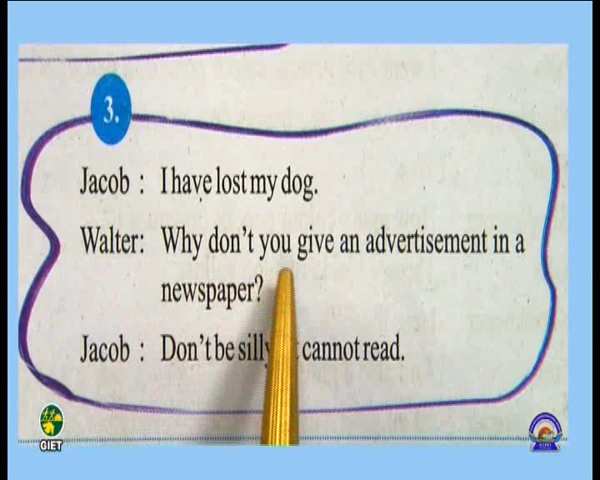 3.
Jacob : I have lost my dog.
Walter: Why don't you give an advertisement in a
newspaper?
Jacob : Don't be silly cannot read.
GIET